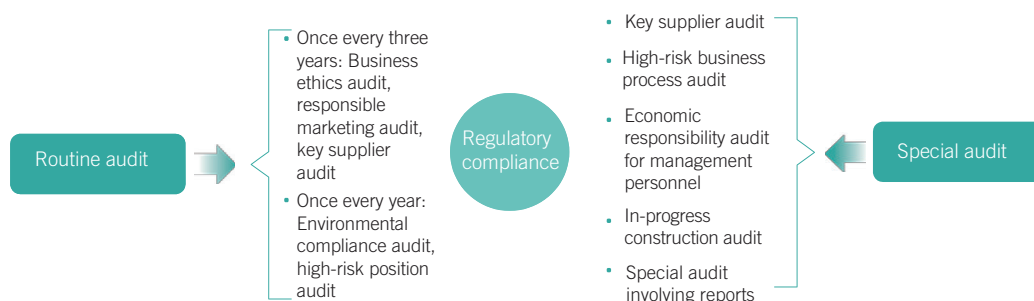 Routine audit
• Once every three
years: Business
ethics audit,
responsible
marketing audit,
key supplier
audit
• Once every year:
Environmental
compliance audit,
high-risk position
audit
Regulatory
compliance
• Key supplier audit
• High-risk business
process audit
• Economic
responsibility audit
for management
personnel
• In-progress
construction audit
• Special audit
involving reports
Special audit